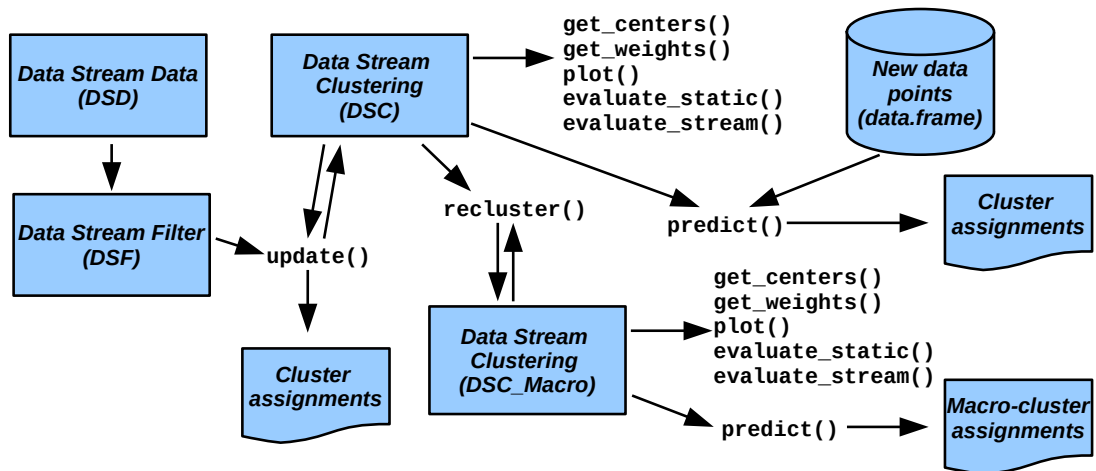 Data Stream Data
(DSD)
Data Stream
Clustering
(DSC)
get_centers()
get_weights()
plot()
evaluate_static()
evaluate_stream()
New data
points
(data.frame)
Data Stream Filter
(DSF)
update()
recluster()
predict()
Cluster
assignments
Cluster
assignments
Data Stream
Clustering
(DSC_Macro)
get_centers()
get_weights()
plot()
evaluate_static()
evaluate_stream()
predict()
Macro-cluster
assignments